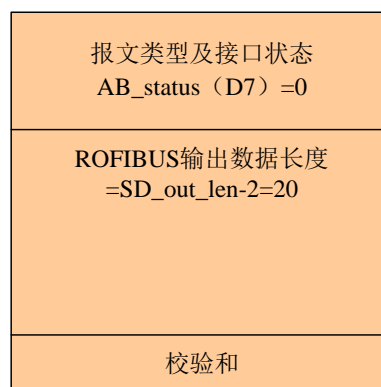 报文类型及接口状态
AB_status（D7）=0
ROFIBUS输出数据长度
=SD_out_len-2=20
校验和